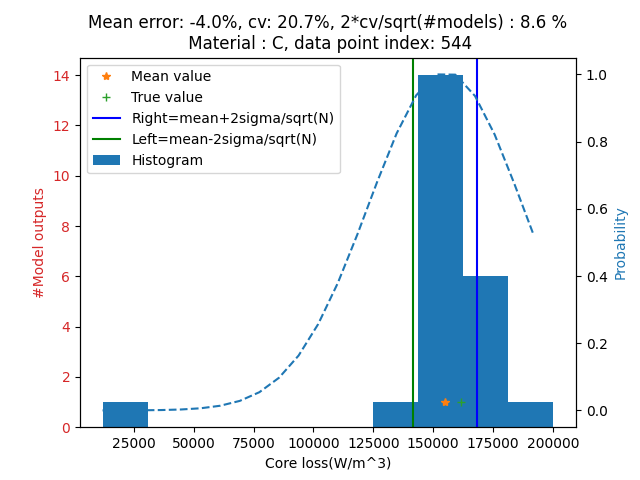 Mean error: -4.0%, cv: 20.7%, 2*cv/sqrt(#models) : 8.6 %
Material : C, data point index: 544
Mean value
True value
Right=mean+2sigma/sqrt(N)
Left=mean-2sigma/sqrt(N)
Histogram
#Model outputs
14
12
10
8
6
4
2
0
1.0
0.8
0.6
0.4
0.2
0.0
Probability
25000 50000 75000 100000 125000 150000 175000 200000
Core loss(W/m^3)